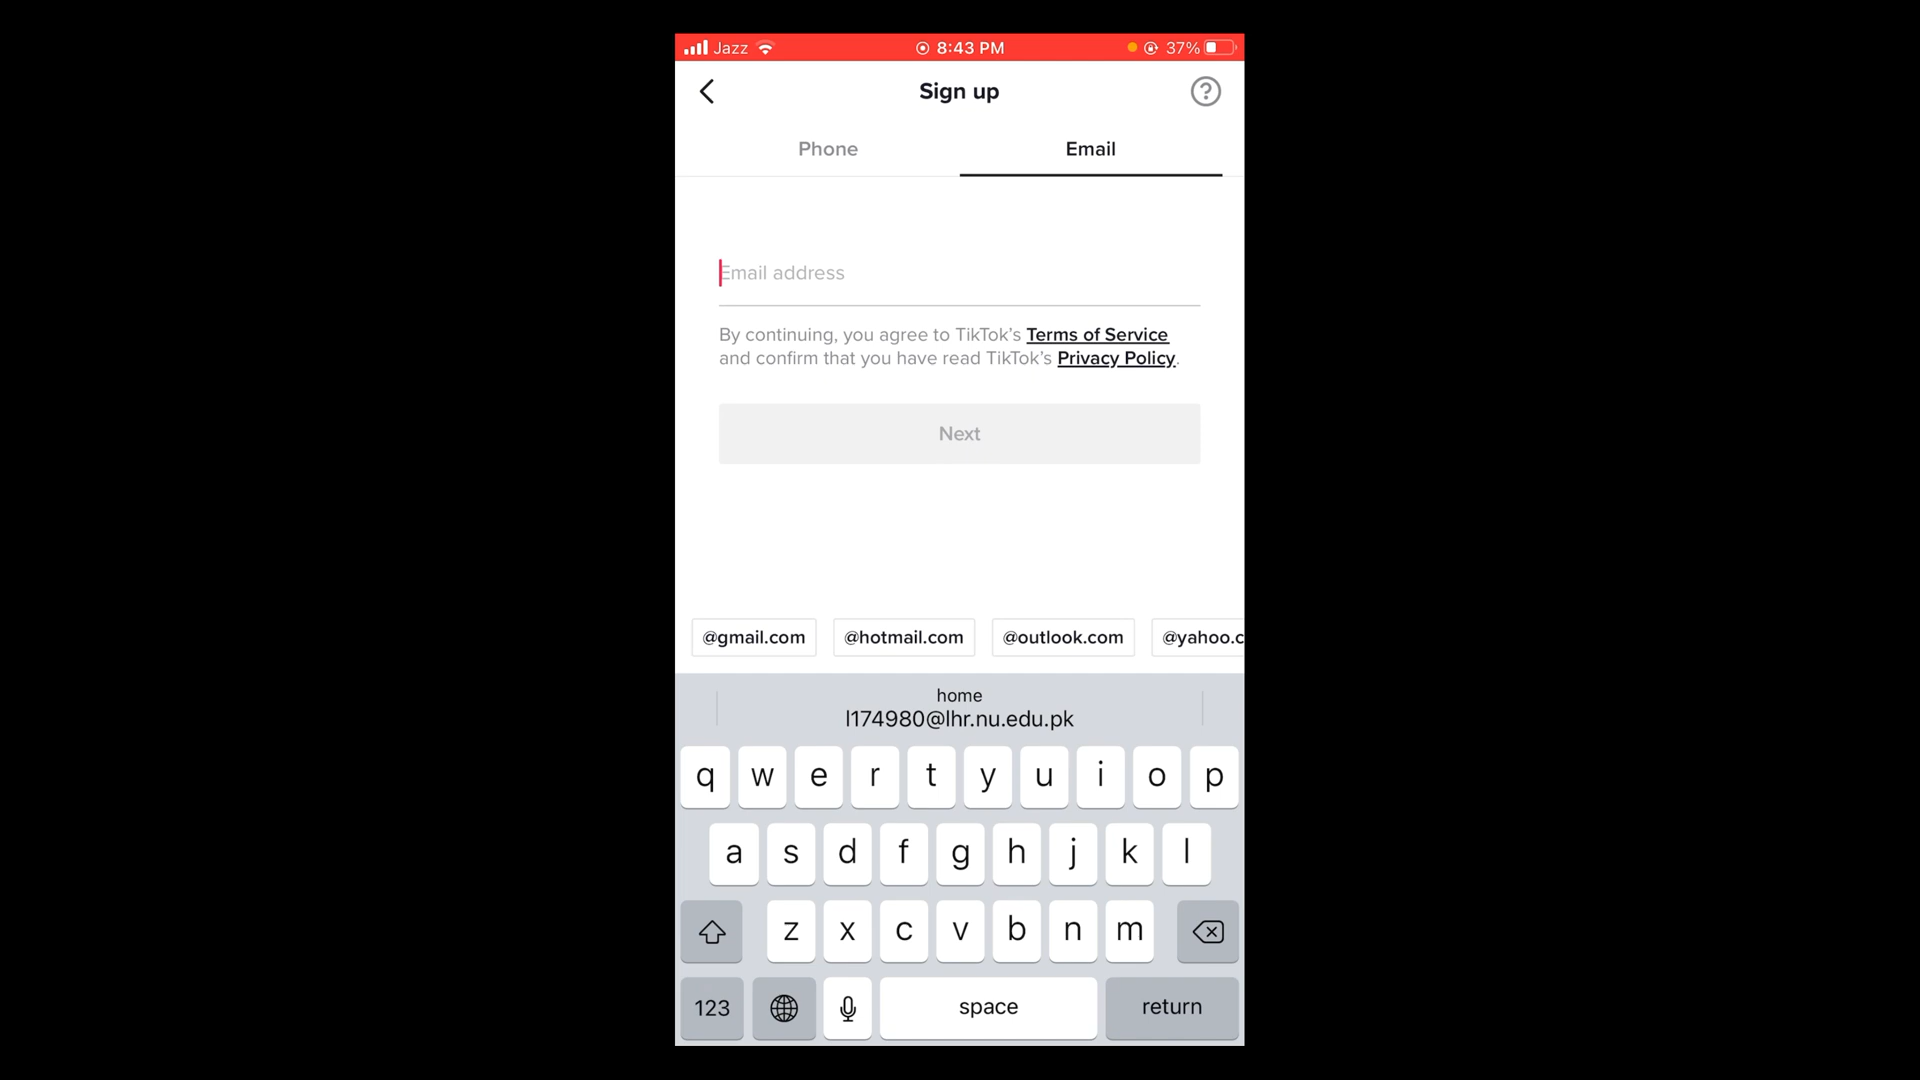 Jazz 8:43 PM 37%
Sign up
Phone Email
Email address
By continuing, you agree to TikTok's Terms of Service
and confirm that you have read TikTok's Privacy Policy.
Next
@gmail.com @hotmail.com @outlook.com @yahoo.c
home
l174980@lhr.nu.edu.pk
q w e r t y u i o p
a s d f g h j k l
z x c v b n m
123 space return